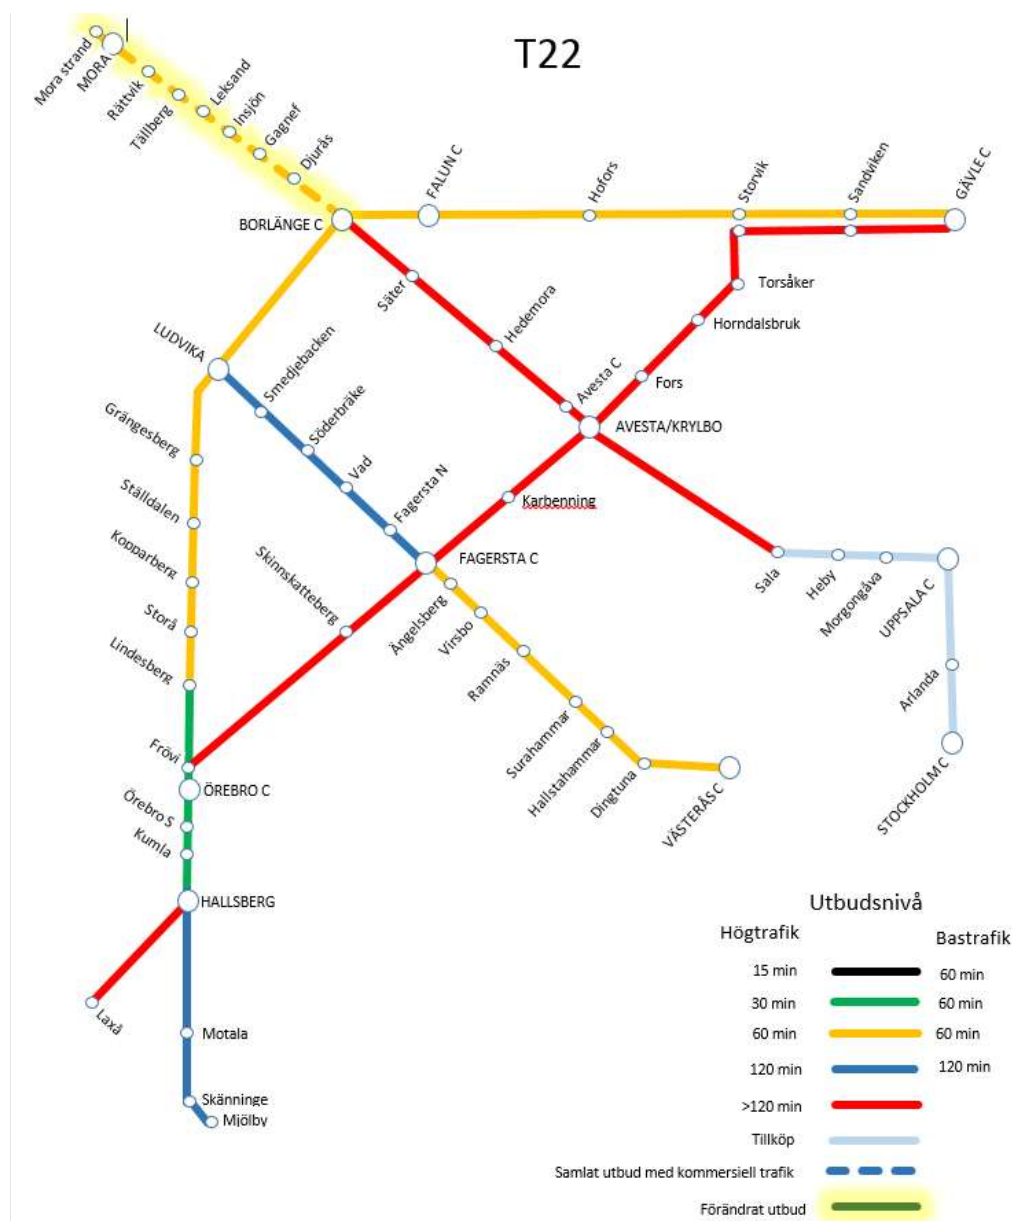 T22
Mora strand
MORA
Rättvik
Tällberg
Leksand
Insjön
Gagnef
Djurås
BORLÄNGE C
FALUN C
Hofors
Storvik
Sandviken
GÄVLE C
Säter
Hedemora
Avesta C
Torsåker
Horndalsbruk
Fors
AVESTA/KRYLBO
LUDVIKA
Smedjebacken
Söderbräke
Vad
Fagersta N
Karbenning
FAGERSTA C
Grängesberg
Ställdalen
Kopparberg
Storå
Lindesberg
Skinnskatteberg
Frövi
ÖREBRO C
Örebro S
Kumla
HALLSBERG
Laxå
Motala
Skänninge
Mjölby
Ängelsberg
Virsbo
Ramnäs
Surahammar
Hallstahammar
Dingtuna
VÄSTERÅS C
Sala
Heby
Morgongåva
UPPSALA C
Arlanda
STOCKHOLM C
Utbudsnivå
Högtrafik Bastrafik
15 min 60 min
30 min 60 min
60 min 60 min
120 min 120 min
>120 min
Tillköp
Samlat utbud med kommersiell trafik
Förändrat utbud